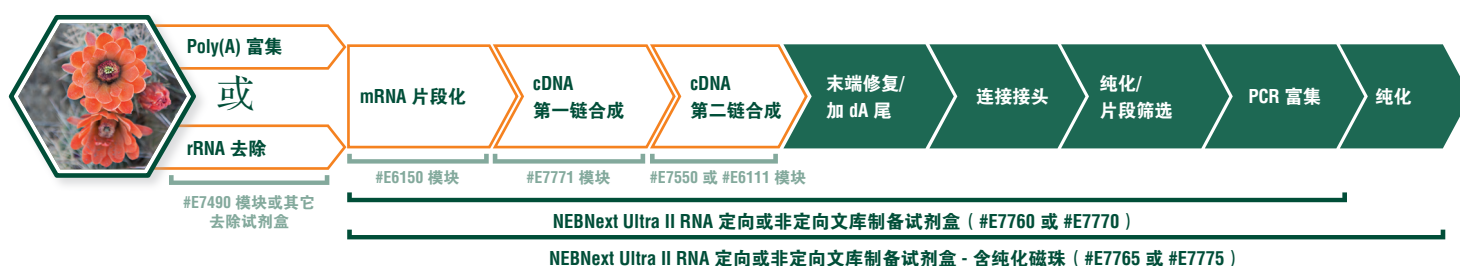 Poly(A) 富集
或
rRNA 去除
mRNA 片段化
cDNA
第一链合成
cDNA
第二链合成
末端修复/
加 dA 尾
连接接头
纯化/
片段筛选
PCR 富集
纯化
#E7490 模块或其它
去除试剂盒
#E6150 模块
#E7771 模块
#E7550 或 #E6111 模块
NEBNext Ultra II RNA 定向或非定向文库制备试剂盒（#E7760 或 #E7770）
NEBNext Ultra II RNA 定向或非定向文库制备试剂盒 - 含纯化磁珠（#E7765 或 #E7775）